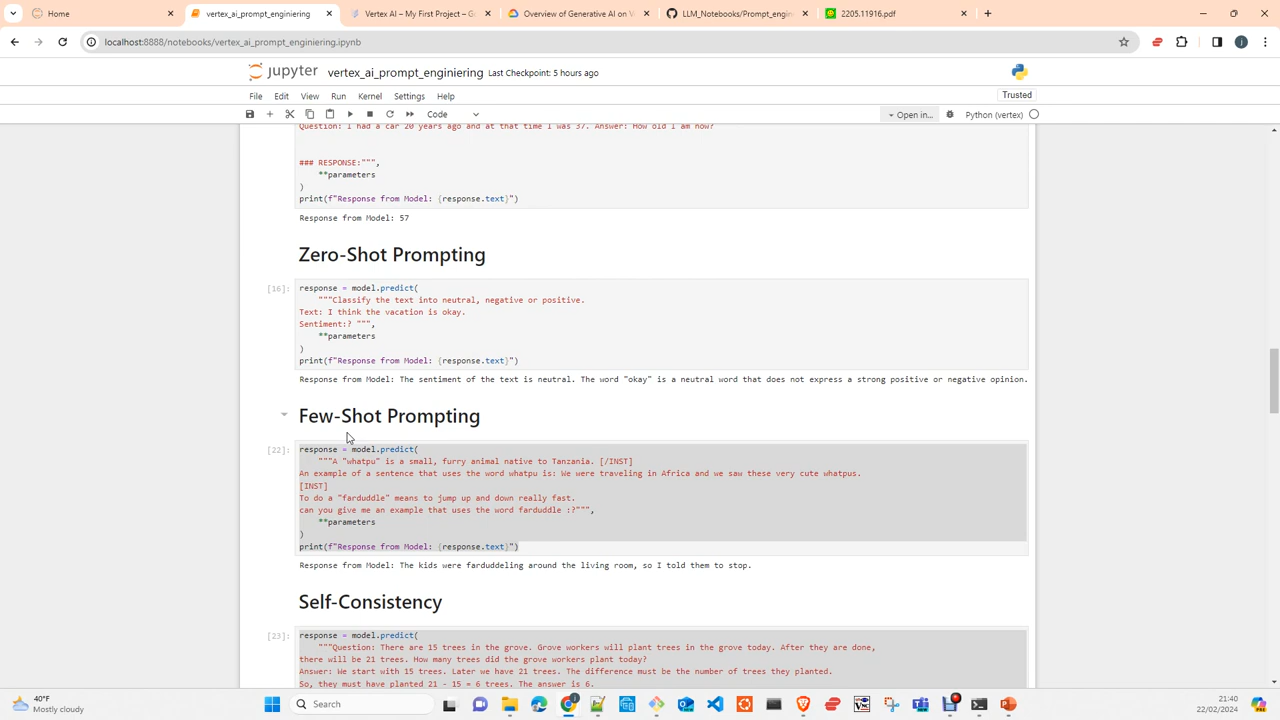 Home
vertex_ai_prompt_enginiering
Vertex AI – My First Project – Go
Overview of Generative AI on V
LLM_Notebooks/Prompt_engin
2205.11916.pdf
localhost:8888/notebooks/vertex_ai_prompt_enginiering.ipynb
jupyter vertex_ai_prompt_enginiering Last Checkpoint: 5 hours ago
File Edit View Run Kernel Settings Help
Trusted
Code
Open in...
Python (vertex)
Question: I had a car 20 years ago and at that time I was 37. Answer: How old I am now?
### RESPONSE:""",
**parameters
)
print(f"Response from Model: {response.text}")
Response from Model: 57
Zero-Shot Prompting
[16]:
response = model.predict(
"""Classify the text into neutral, negative or positive.
Text: I think the vacation is okay.
Sentiment:? """,
**parameters
)
print(f"Response from Model: {response.text}")
Response from Model: The sentiment of the text is neutral. The word "okay" is a neutral word that does not express a strong positive or negative opinion.
Few-Shot Prompting
[22]:
response = model.predict(
"""A "whatpu" is a small, furry animal native to Tanzania. [/INST]
An example of a sentence that uses the word whatpu is: We were traveling in Africa and we saw these very cute whatpus.
[INST]
To do a "farduddle" means to jump up and down really fast.
can you give me an example that uses the word farduddle :?""",
**parameters
)
print(f"Response from Model: {response.text}")
Response from Model: The kids were farduddeling around the living room, so I told them to stop.
Self-Consistency
[23]:
response = model.predict(
"""Question: There are 15 trees in the grove. Grove workers will plant trees in the grove today. After they are done,
there will be 21 trees. How many trees did the grove workers plant today?
Answer: We start with 15 trees. Later we have 21 trees. The difference must be the number of trees they planted.
So, they must have planted 21 - 15 = 6 trees. The answer is 6.
40°F
Mostly cloudy
Search
21:40
22/02/2024